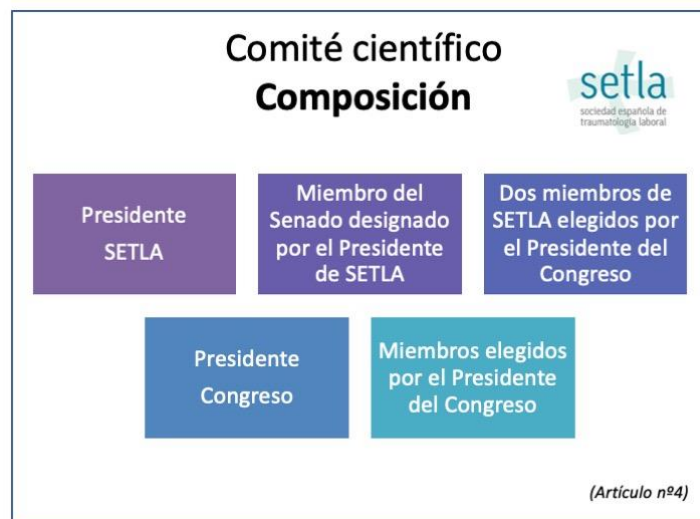 Comité científico
Composición
setla
sociedad española de
traumatología laboral
Presidente
SETLA
Miembro del
Senado designado
por el Presidente
de SETLA
Dos miembros de
SETLA elegidos por
el Presidente del
Congreso
Presidente
Congreso
Miembros elegidos
por el Presidente
del Congreso
(Artículo nº4)